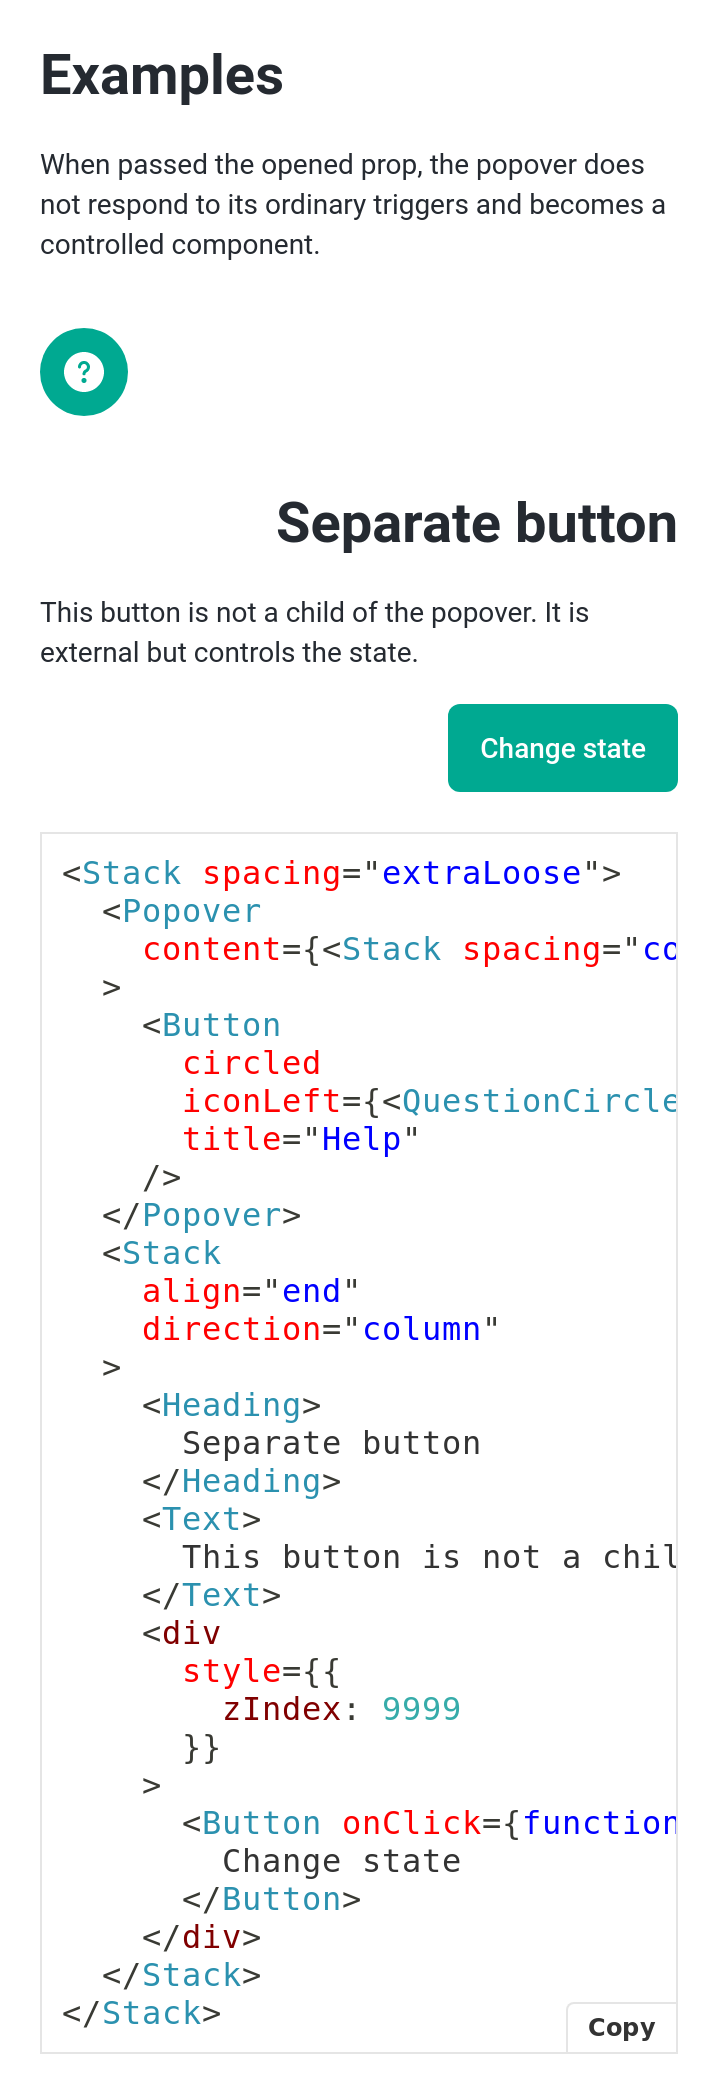 Examples
When passed the opened prop, the popover does
not respond to its ordinary triggers and becomes a
controlled component.
?
Separate button
This button is not a child of the popover. It is
external but controls the state.
Change state
<Stack spacing="extraLoose">
  <Popover
    content={<Stack spacing="co
  >
    <Button
      circled
      iconLeft={<QuestionCircle
      title="Help"
    />
  </Popover>
  <Stack
    align="end"
    direction="column"
  >
    <Heading>
      Separate button
    </Heading>
    <Text>
      This button is not a chil
    </Text>
    <div
      style={{
        zIndex: 9999
      }}
    >
      <Button onClick={function
        Change state
      </Button>
    </div>
  </Stack>
</Stack>
Copy